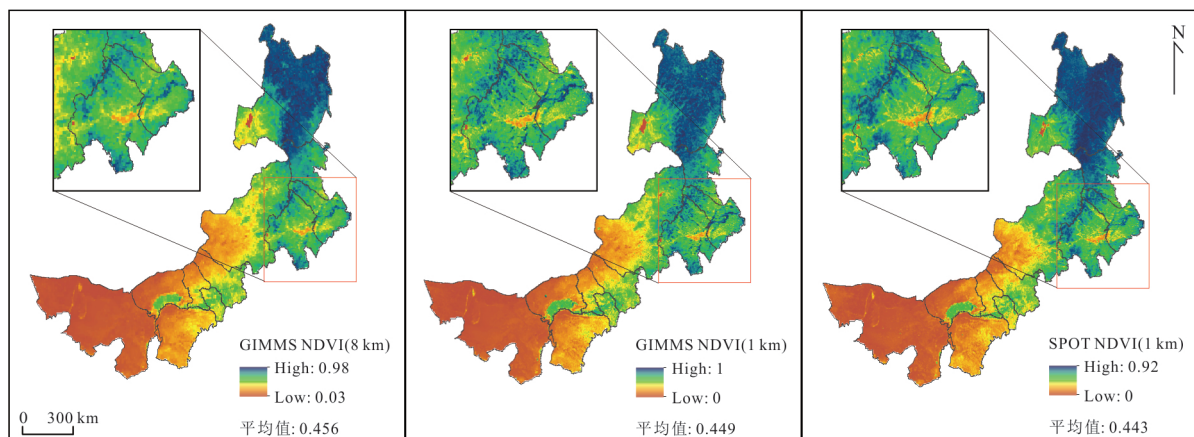 N
GIMMS NDVI(8 km)
High: 0.98
Low: 0.03
平均值: 0.456
0 300 km
GIMMS NDVI(1 km)
High: 1
Low: 0
平均值: 0.449
SPOT NDVI(1 km)
High: 0.92
Low: 0
平均值: 0.443